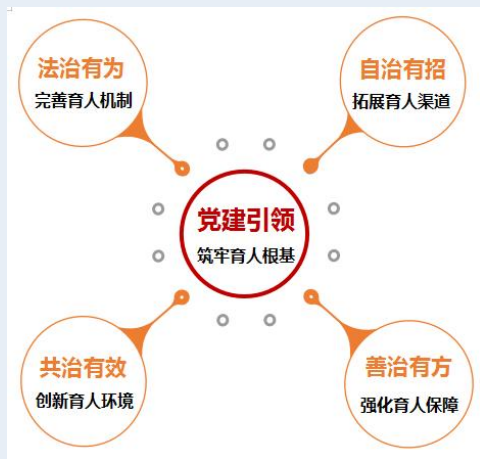 法治有为
完善育人机制
自治有招
拓展育人渠道
党建引领
筑牢育人根基
共治有效
创新育人环境
善治有方
强化育人保障